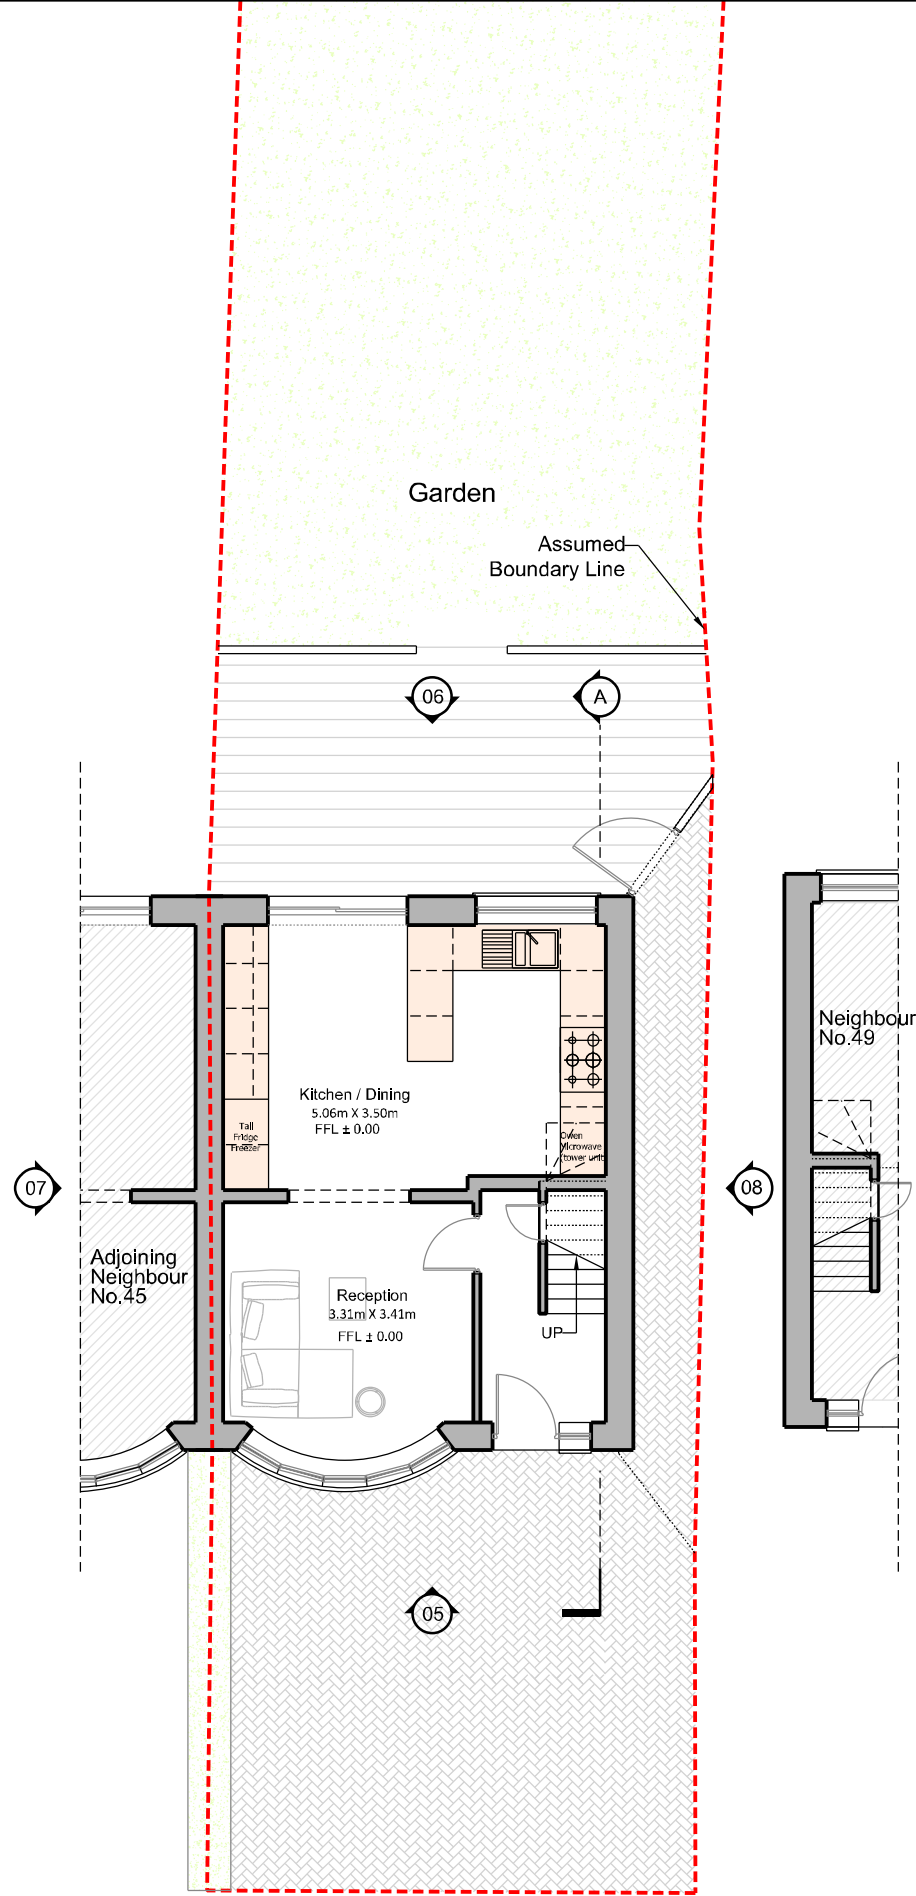 Garden
Assumed
Boundary Line
06
A
Neighbour
No.49
Kitchen / Dining
5.06m X 3.50m
FFL ± 0.00
Tall
Fridge
Freezer
Owen
Microwave
tower unit
07
08
Adjoining
Neighbour
No.45
Reception
3.31m X 3.41m
FFL ± 0.00
UP
05